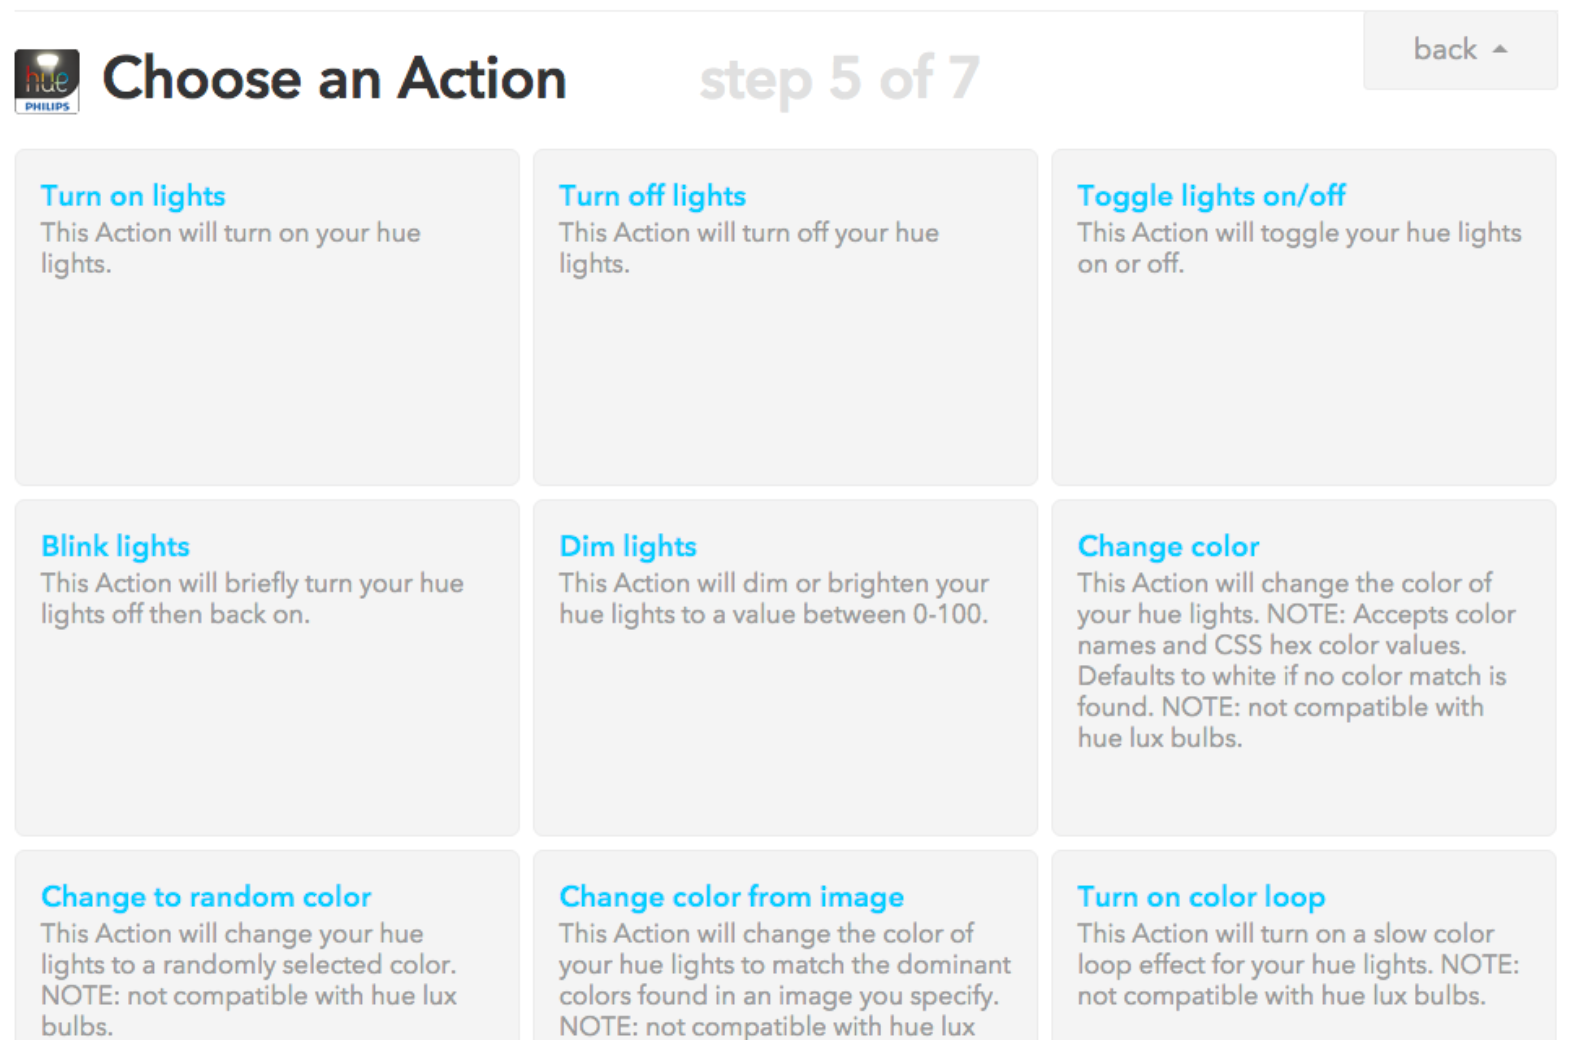 back
hue
PHILIPS
Choose an Action
step 5 of 7
Turn on lights
This Action will turn on your hue
lights.
Turn off lights
This Action will turn off your hue
lights.
Toggle lights on/off
This Action will toggle your hue lights
on or off.
Blink lights
This Action will briefly turn your hue
lights off then back on.
Dim lights
This Action will dim or brighten your
hue lights to a value between 0-100.
Change color
This Action will change the color of
your hue lights. NOTE: Accepts color
names and CSS hex color values.
Defaults to white if no color match is
found. NOTE: not compatible with
hue lux bulbs.
Change to random color
This Action will change your hue
lights to a randomly selected color.
NOTE: not compatible with hue lux
bulbs.
Change color from image
This Action will change the color of
your hue lights to match the dominant
colors found in an image you specify.
NOTE: not compatible with hue lux
Turn on color loop
This Action will turn on a slow color
loop effect for your hue lights. NOTE:
not compatible with hue lux bulbs.